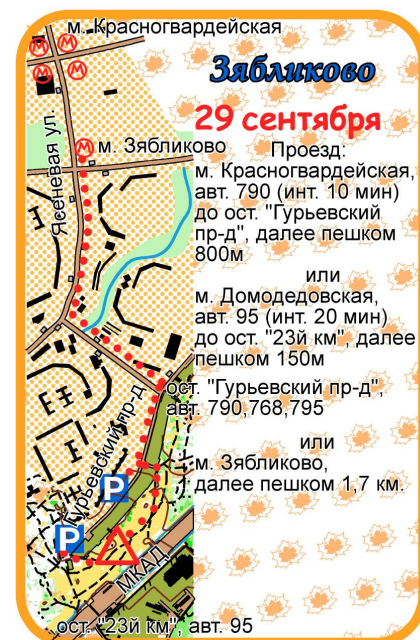 м. Красногвардейская
Зябликово
29 сентября
м. Зябликово
Ясеневая ул.
Проезд:
м. Красногвардейская,
авт. 790 (инт. 10 мин)
до ост. "Гурьевский
пр-д", далее пешком
800м
или
м. Домодедовская,
авт. 95 (инт. 20 мин)
до ост. "23й км", далее
пешком 150м
ост. "Гурьевский пр-д",
авт. 790,768,795
или
м. Зябликово,
далее пешком 1,7 км.
Гурьевский пр-д
P
P
МКАД
ост. "23й км", авт. 95